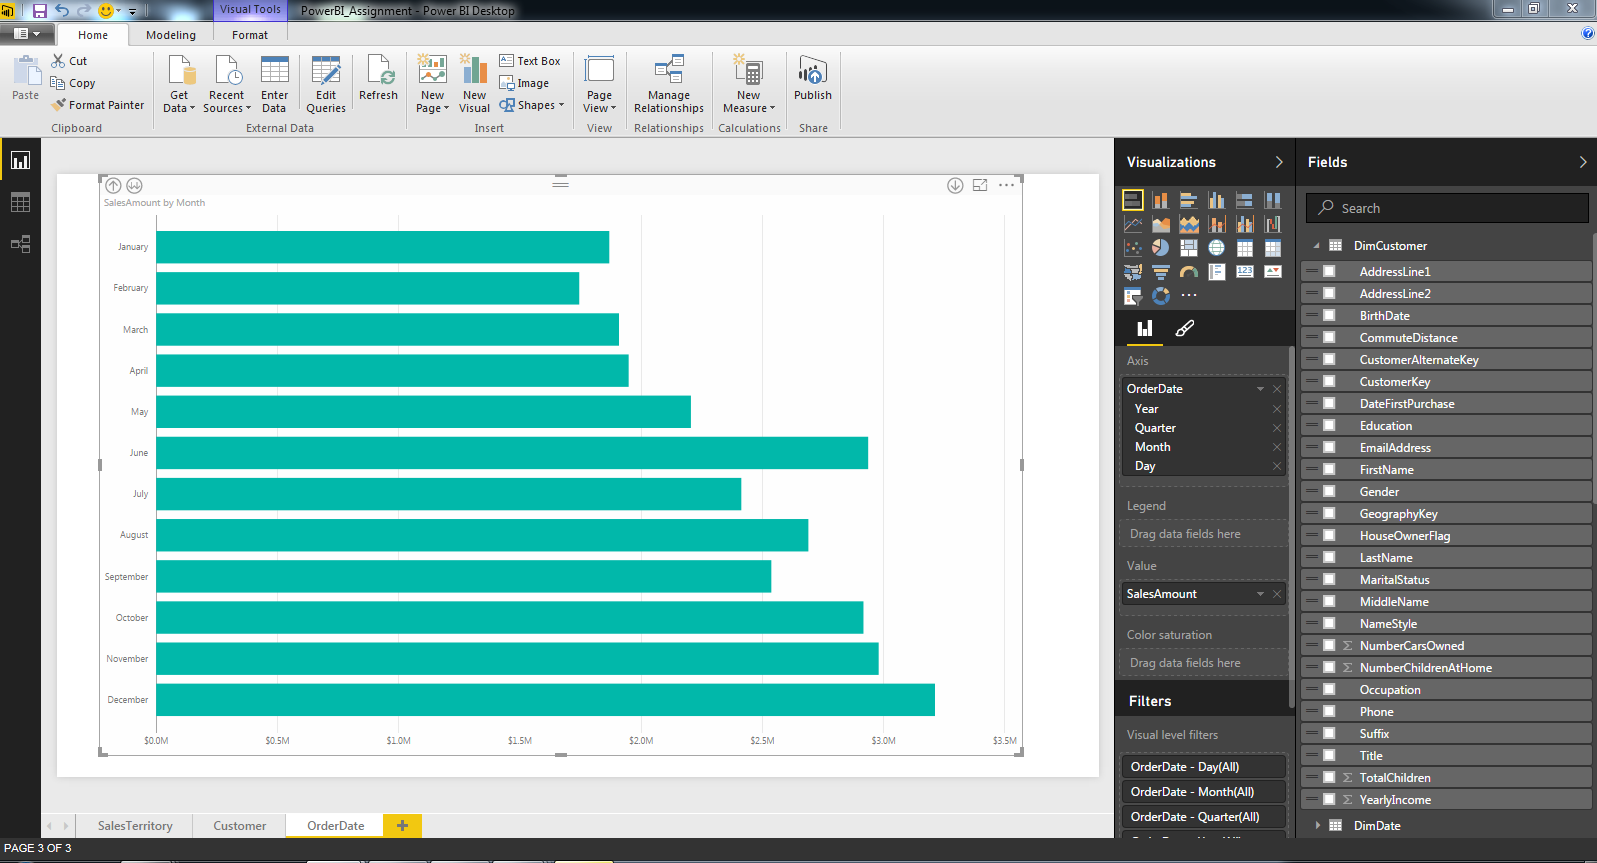 Visual Tools
PowerBI_Assignment - Power BI Desktop
Home
Modeling
Format
Paste
Cut
Copy
Format Painter
Clipboard
Get Data
Recent Sources
Enter Data
Edit Queries
Refresh
External Data
New Page
New Visual
Text Box
Image
Shapes
Insert
Page View
View
Manage Relationships
Relationships
New Measure
Calculations
Publish
Share
SalesAmount by Month
January
February
March
April
May
June
July
August
September
October
November
December
$0.0M
$0.5M
$1.0M
$1.5M
$2.0M
$2.5M
$3.0M
$3.5M
Visualizations
123
Axis
OrderDate
Year
Quarter
Month
Day
Legend
Drag data fields here
Value
SalesAmount
Color saturation
Drag data fields here
Filters
Visual level filters
OrderDate - Day(All)
OrderDate - Month(All)
OrderDate - Quarter(All)
Fields
Search
DimCustomer
AddressLine1
AddressLine2
BirthDate
CommuteDistance
CustomerAlternateKey
CustomerKey
DateFirstPurchase
Education
EmailAddress
FirstName
Gender
GeographyKey
HouseOwnerFlag
LastName
MaritalStatus
MiddleName
NameStyle
Σ NumberCarsOwned
Σ NumberChildrenAtHome
Occupation
Phone
Suffix
Title
Σ TotalChildren
Σ YearlyIncome
DimDate
SalesTerritory
Customer
OrderDate
PAGE 3 OF 3